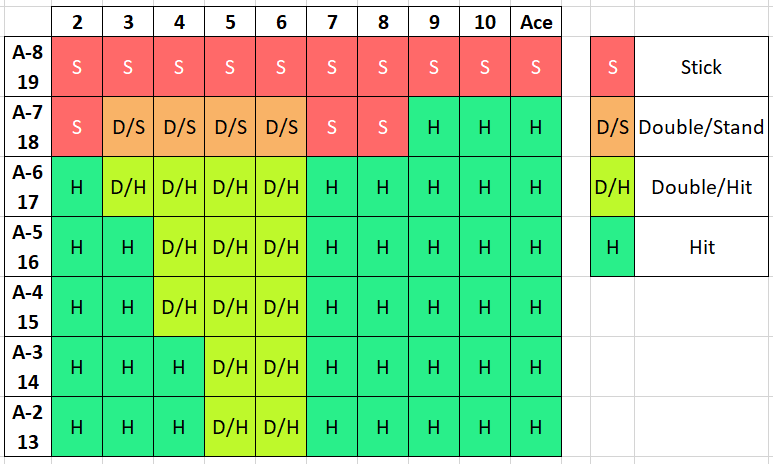 2 3 4 5 6 7 8 9 10 Ace
A-8 19 S S S S S S S S S S S Stick
A-7 18 S D/S D/S D/S D/S S S H H H D/S Double/Stand
A-6 17 H D/H D/H D/H D/H H H H H H D/H Double/Hit
A-5 16 H H D/H D/H D/H H H H H H H Hit
A-4 15 H H D/H D/H D/H H H H H H
A-3 14 H H H D/H D/H H H H H H
A-2 13 H H H D/H D/H H H H H H